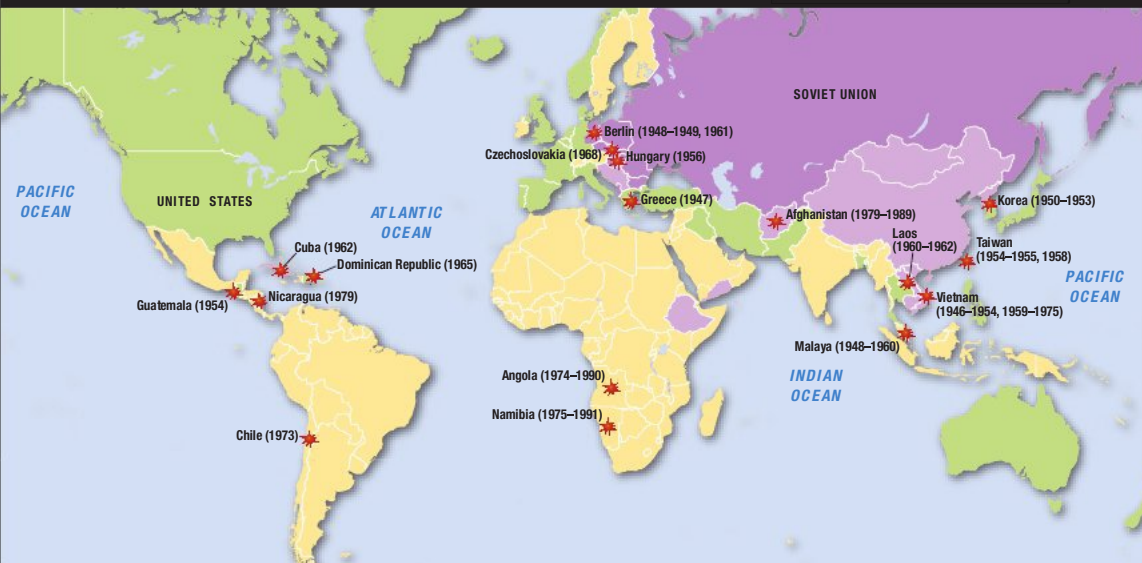 SOVIET UNION
Berlin (1948–1949, 1961)
Czechoslovakia (1968)
Hungary (1956)
PACIFIC
OCEAN
UNITED STATES
ATLANTIC
OCEAN
Greece (1947)
Korea (1950–1953)
Afghanistan (1979–1989)
Laos
(1960–1962)
Taiwan
(1954–1955, 1958)
Cuba (1962)
Dominican Republic (1965)
PACIFIC
OCEAN
Guatemala (1954)
Nicaragua (1979)
Vietnam
(1946–1954, 1959–1975)
Malaya (1948–1960)
INDIAN
OCEAN
Angola (1974–1990)
Namibia (1975–1991)
Chile (1973)